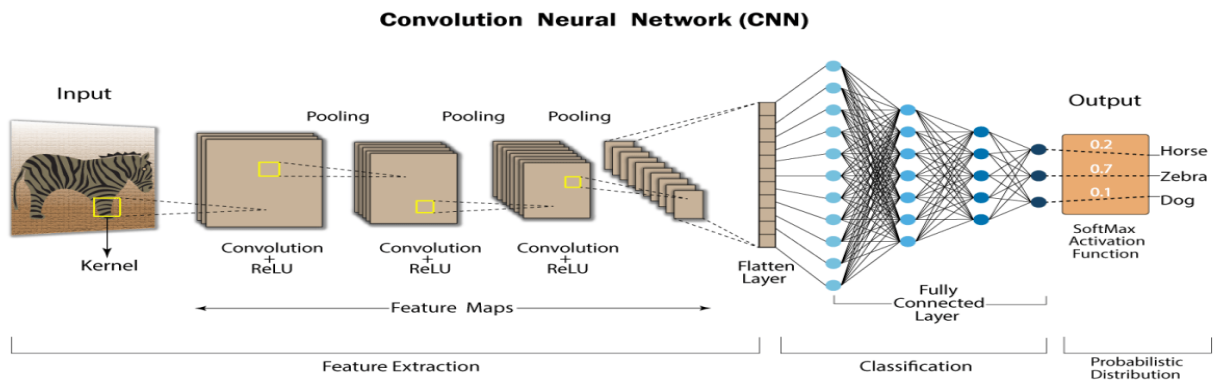 Convolution Neural Network (CNN)
Input
Kernel
Pooling
Pooling
Pooling
Convolution
+
ReLU
Convolution
+
ReLU
Convolution
+
ReLU
Feature Maps
Flatten
Layer
Fully
Connected
Layer
Output
0.2
0.7
0.1
Horse
Zebra
Dog
SoftMax
Activation
Function
Feature Extraction
Classification
Probabilistic
Distribution